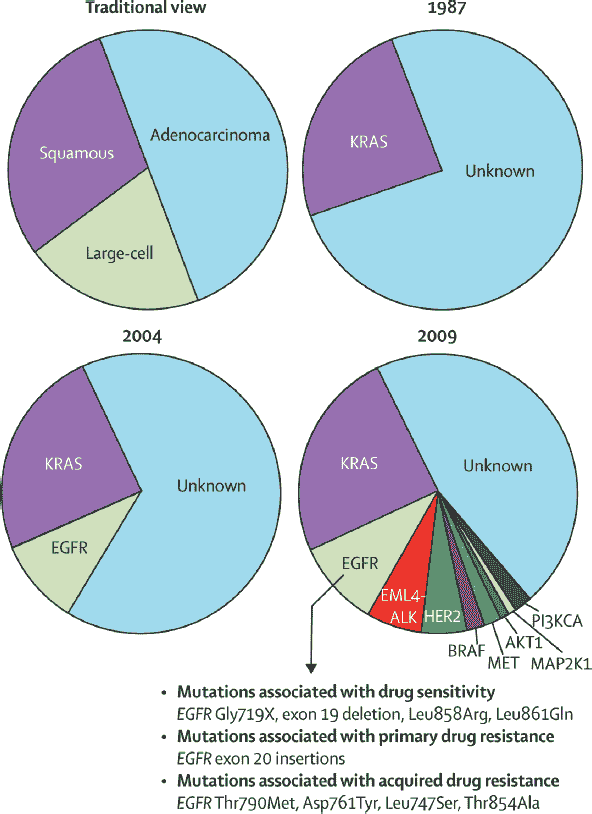 Traditional view
1987
Squamous
Adenocarcinoma
Large-cell
KRAS
Unknown
2004
2009
KRAS
Unknown
EGFR
KRAS
Unknown
EGFR
EML4-
ALK
HER2
BRAF
MET
AKT1
MAP2K1
PI3KCA
• Mutations associated with drug sensitivity
EGFR Gly719X, exon 19 deletion, Leu858Arg, Leu861Gln
• Mutations associated with primary drug resistance
EGFR exon 20 insertions
• Mutations associated with acquired drug resistance
EGFR Thr790Met, Asp761Tyr, Leu747Ser, Thr854Ala